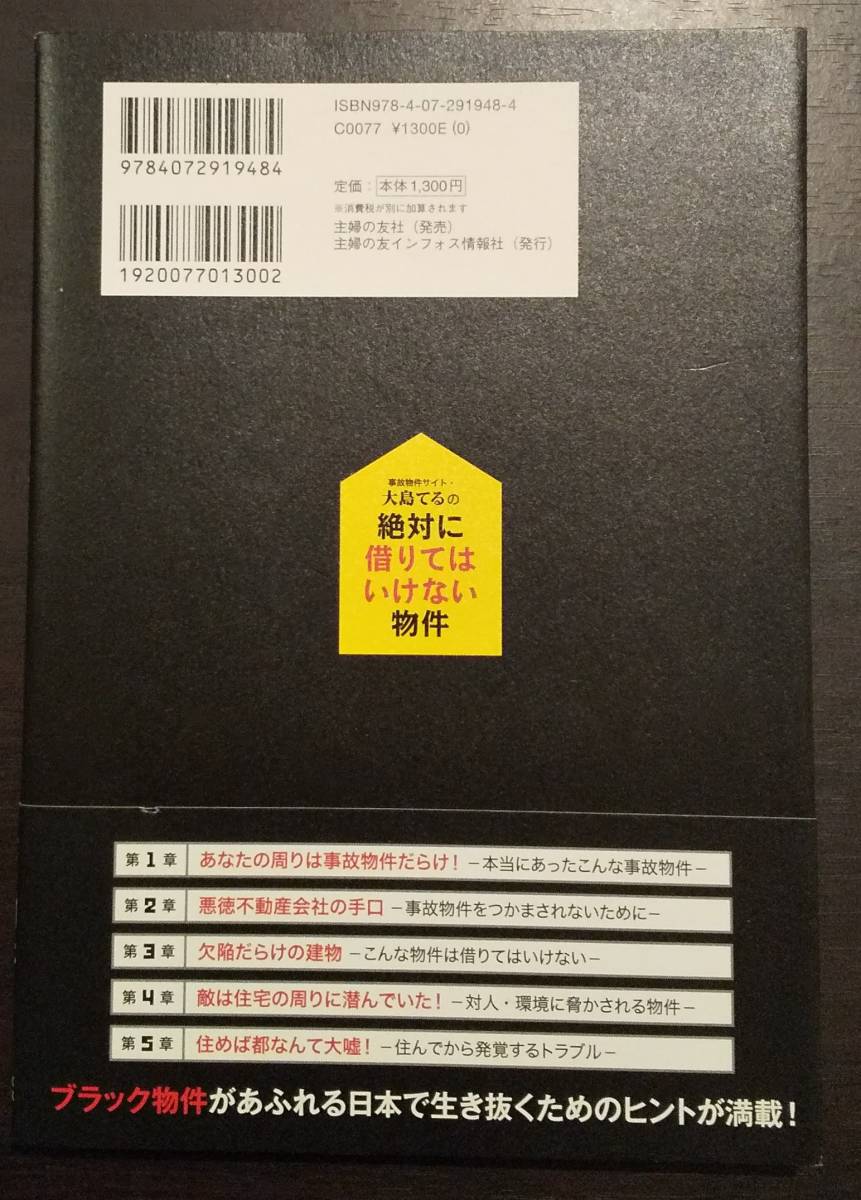 ISBN978-4-07-291948-4
C0077 ¥1300E (0)
9784072919484
定価：本体1,300円
※消費税が別に加算されます
主婦の友社（発売）
主婦の友インフォス情報社（発行）
1920077013002
事故物件サイト・
大島てるの
絶対に
借りては
いけない
物件
第1章 あなたの周りは事故物件だらけ！－本当にあったこんな事故物件－
第2章 悪徳不動産会社の手口－事故物件をつかまされないために－
第3章 欠陥だらけの建物－こんな物件は借りてはいけない－
第4章 敵は住宅の周りに潜んでいた！－対人・環境に脅かされる物件－
第5章 住めば都なんて大嘘！－住んでから発覚するトラブル－
ブラック物件があふれる日本で生き抜くためのヒントが満載！